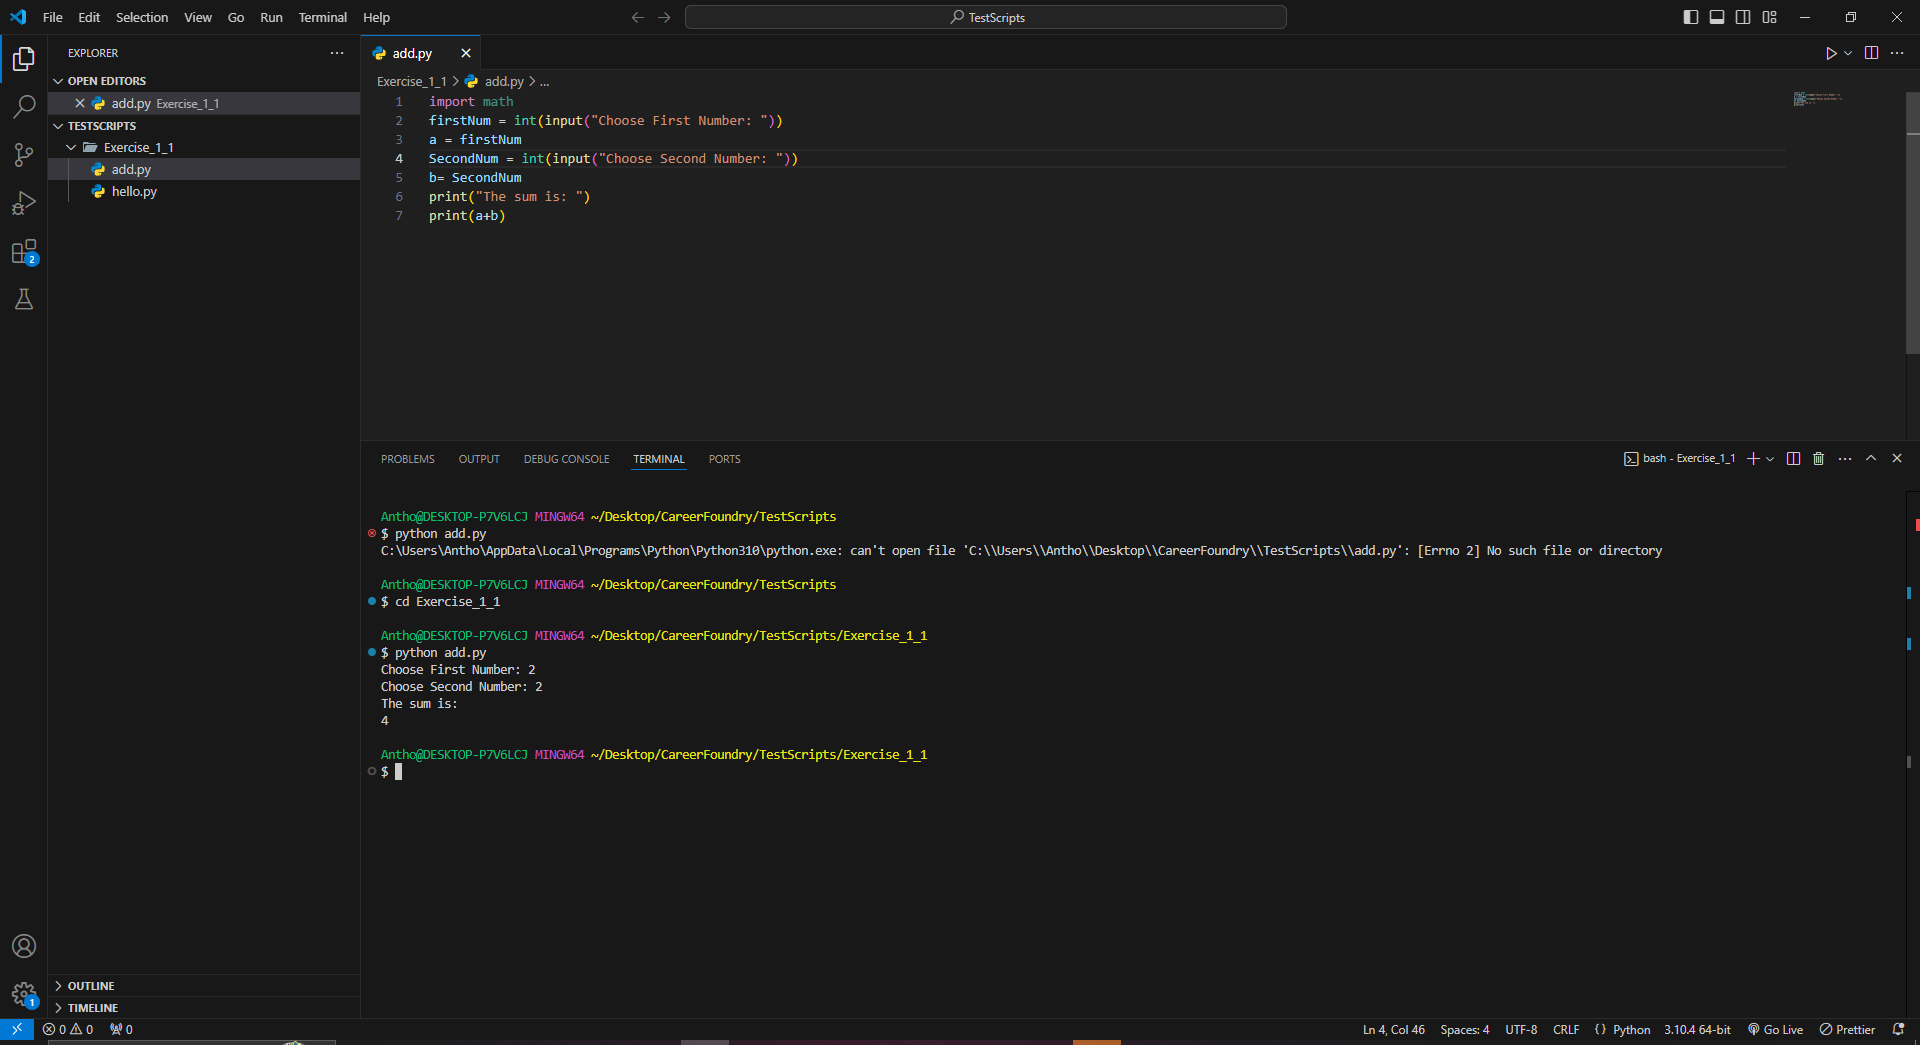 File Edit Selection View Go Run Terminal Help
TestScripts
EXPLORER
OPEN EDITORS
add.py Exercise_1_1
TESTSCRIPTS
Exercise_1_1
add.py
hello.py
2
OUTLINE
TIMELINE
1
add.py
Exercise_1_1 > add.py > ...
1 import math
2 firstNum = int(input("Choose First Number: "))
3 a = firstNum
4 SecondNum = int(input("Choose Second Number: "))
5 b= SecondNum
6 print("The sum is: ")
7 print(a+b)
PROBLEMS OUTPUT DEBUG CONSOLE TERMINAL PORTS
bash - Exercise_1_1
Antho@DESKTOP-P7V6LCJ MINGW64 ~/Desktop/CareerFoundry/TestScripts
$ python add.py
C:\Users\Antho\AppData\Local\Programs\Python\Python310\python.exe: can't open file 'C:\\Users\\Antho\\Desktop\\CareerFoundry\\TestScripts\\add.py': [Errno 2] No such file or directory
Antho@DESKTOP-P7V6LCJ MINGW64 ~/Desktop/CareerFoundry/TestScripts
$ cd Exercise_1_1
Antho@DESKTOP-P7V6LCJ MINGW64 ~/Desktop/CareerFoundry/TestScripts/Exercise_1_1
$ python add.py
Choose First Number: 2
Choose Second Number: 2
The sum is:
4
Antho@DESKTOP-P7V6LCJ MINGW64 ~/Desktop/CareerFoundry/TestScripts/Exercise_1_1
$
0 0 0
Ln 4, Col 46 Spaces: 4 UTF-8 CRLF {} Python 3.10.4 64-bit Go Live Prettier